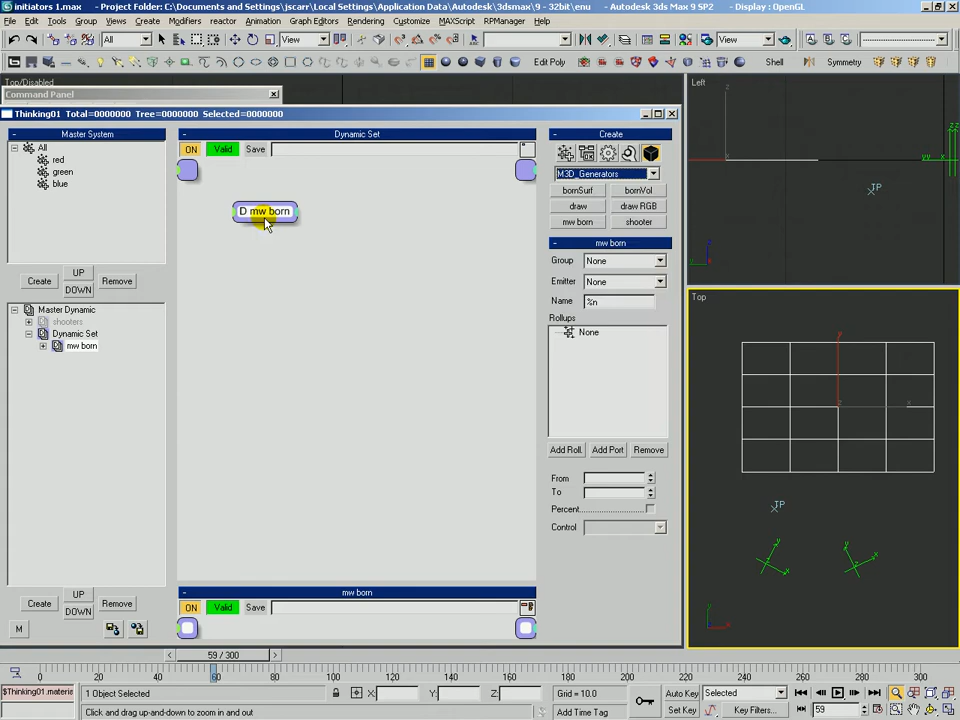 initiators 1.max - Project Folder: C:\Documents and Settings\jscarr\Local Settings\Application Data\Autodesk\3dsmax\9 - 32bit\enu - Autodesk 3ds Max 9 SP2 - Display : OpenGL
File Edit Tools Group Views Create Modifiers reactor Animation Graph Editors Rendering Customize MAXScript RPManager Help
All View View
Edit Poly Shell Symmetry
Top/Disabled
Command Panel
Left
Thinking01 Total=0000000 Tree=0000000 Selected=0000000
Master System Dynamic Set Create
All
red
green
blue
ON Valid Save
M3D_Generators
bornSurf bornVol
draw draw RGB
mw born shooter
D mw born
mw born
Group None
Emitter None
Name %n
Rollups
None
Create UP Remove
DOWN
Master Dynamic
shooters
Dynamic Set
mw born
Add Roll. Add Port Remove
From
To
Percent
Control
mw born
Create UP Remove
DOWN
ON Valid Save
M
z
y
x
TP
Top
y
z
x
TP
59 / 300
0 20 40 60 80 100 120 140 160 180 200 220 240 260 280 300
$Thinking01.materia 1 Object Selected X: Y: Z: Grid = 10.0 Auto Key Selected
Click and drag up-and-down to zoom in and out Add Time Tag Set Key Key Filters... 59